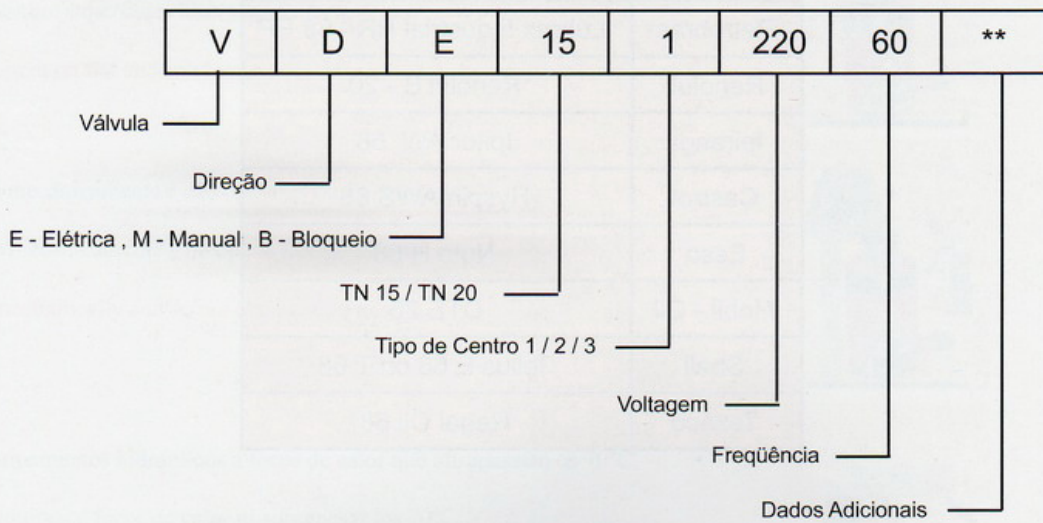 V D E 15 1 220 60 **
Válvula
Direção
E - Elétrica , M - Manual , B - Bloqueio
TN 15 / TN 20
Tipo de Centro 1 / 2 / 3
Voltagem
Freqüência
Dados Adicionais